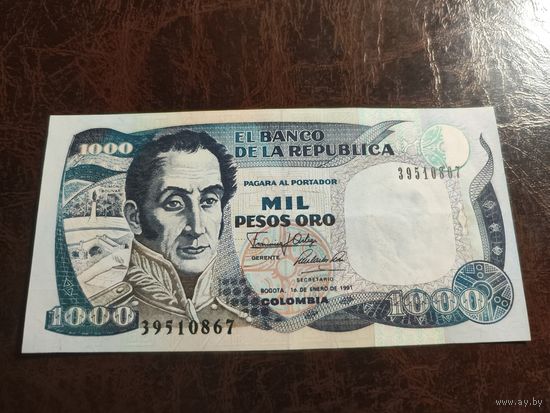 1000
EL BANCO
DE LA REPUBLICA
39510867
PAGARA AL PORTADOR
MIL
PESOS ORO
GERENTE
SECRETARIO
BOGOTA, 16 DE ENERO DE 1991
COLOMBIA
1000
39510867
1000
www.ay.by